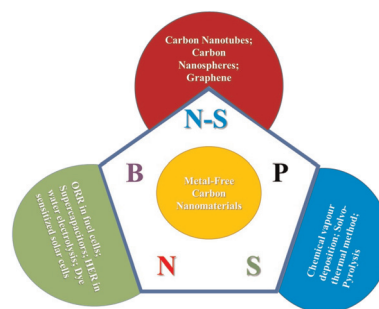 Carbon Nanotubes;
Carbon
Nanospheres;
Graphene
N-S
B
P
Metal-Free
Carbon
Nanomaterials
N
S
ORR in fuel cells;
Supercapacitors; HER in
water electrolysis; Dye
sensitized solar cells
Chemical vapour
deposition; Solvo-
thermal method;
Pyrolysis